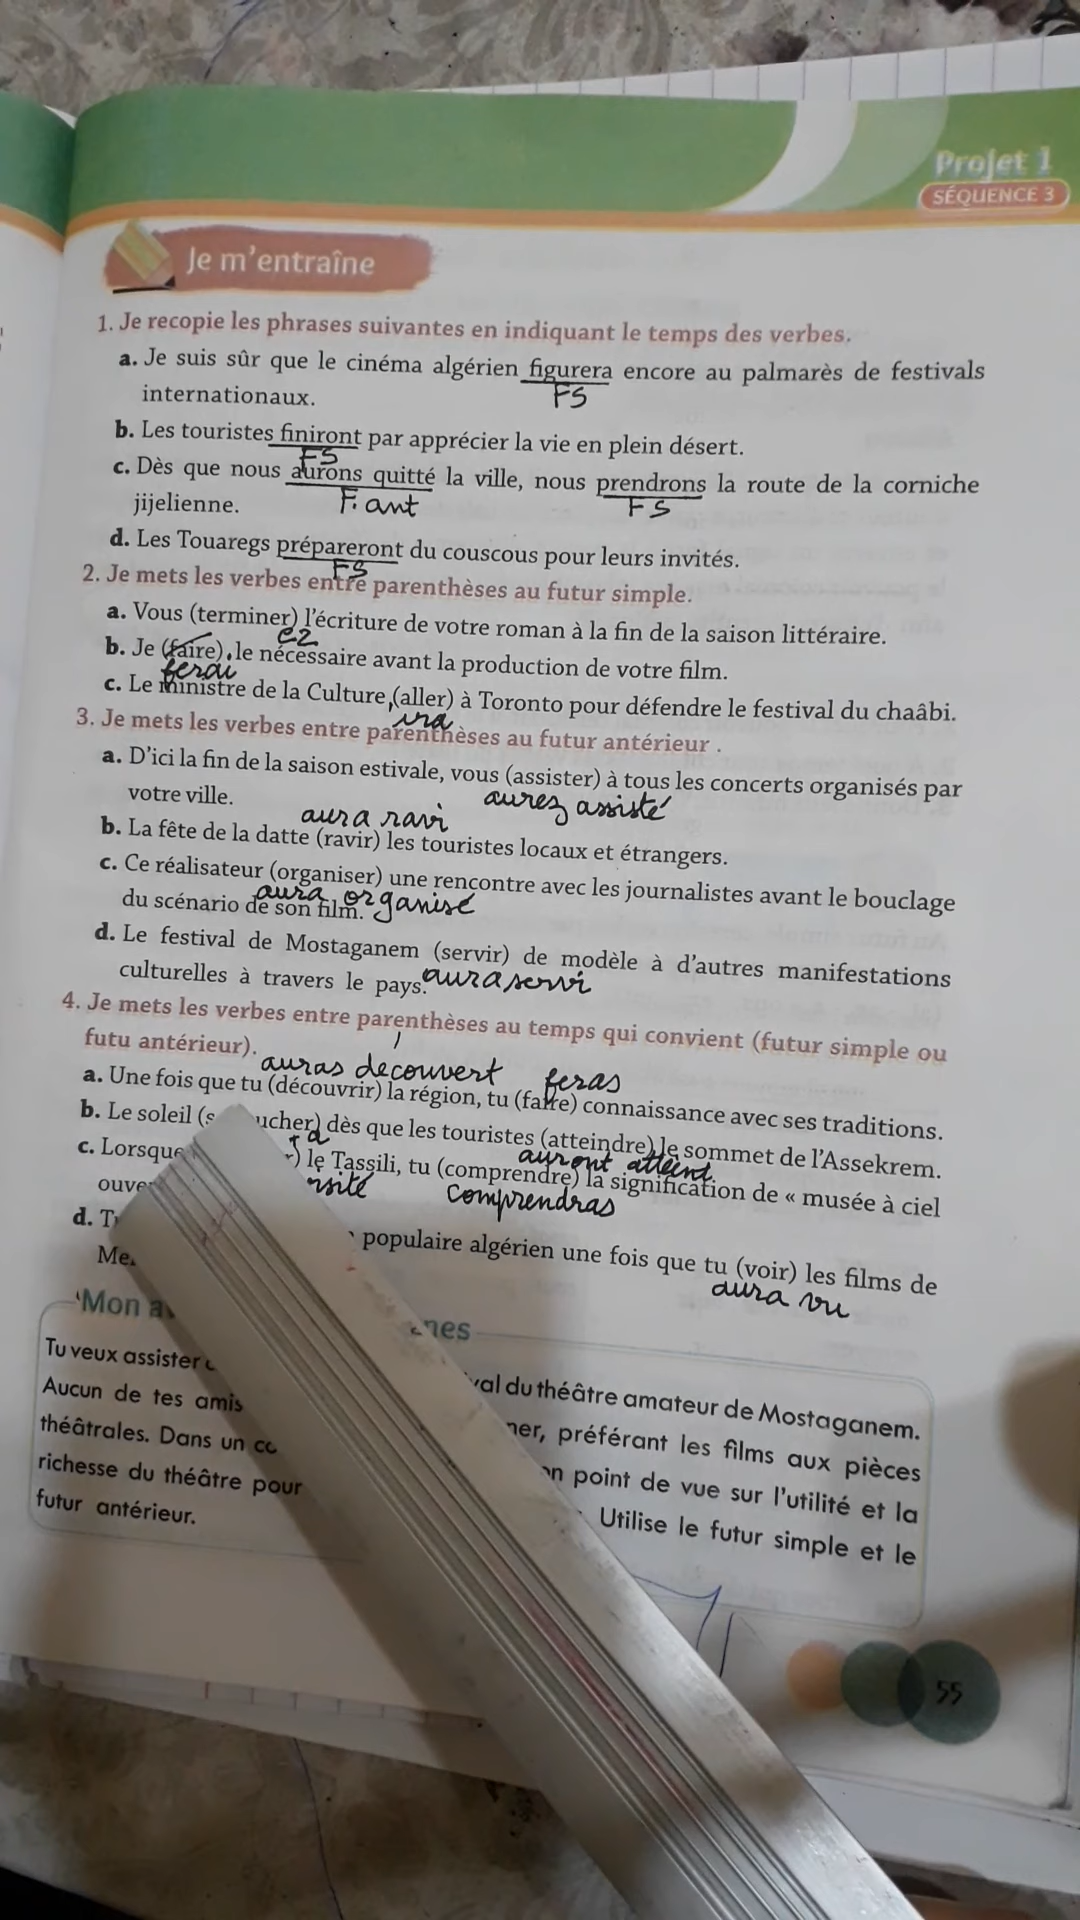 Projet 1
SÉQUENCE 3
Je m'entraîne
1. Je recopie les phrases suivantes en indiquant le temps des verbes.
a. Je suis sûr que le cinéma algérien figurera encore au palmarès de festivals
internationaux.
FS
b. Les touristes finiront par apprécier la vie en plein désert.
FS
c. Dès que nous aurons quitté la ville, nous prendrons la route de la corniche
jijelienne.
F. ant
FS
d. Les Touaregs prépareront du couscous pour leurs invités.
FS
2. Je mets les verbes entre parenthèses au futur simple.
a. Vous (terminer) l'écriture de votre roman à la fin de la saison littéraire.
ez
b. Je (faire) le nécessaire avant la production de votre film.
ferai
c. Le ministre de la Culture (aller) à Toronto pour défendre le festival du chaâbi.
ira
3. Je mets les verbes entre parenthèses au futur antérieur .
a. D'ici la fin de la saison estivale, vous (assister) à tous les concerts organisés par
votre ville.
aurez assisté
aura ravi
b. La fête de la datte (ravir) les touristes locaux et étrangers.
c. Ce réalisateur (organiser) une rencontre avec les journalistes avant le bouclage
du scénario de son film.
aura organisé
d. Le festival de Mostaganem (servir) de modèle à d'autres manifestations
culturelles à travers le pays.
aura servi
4. Je mets les verbes entre parenthèses au temps qui convient (futur simple ou
futu antérieur).
auras decouvert feras
a. Une fois que tu (découvrir) la région, tu (faire) connaissance avec ses traditions.
b. Le soleil dès que les touristes (atteindre) le sommet de l'Assekrem.
auront atteind
c. Lorsque le Tassili, tu (comprendre) la signification de « musée à ciel
comprendras
d. populaire algérien une fois que tu (voir) les films de
aura vu
Mon
Tu veux assister
val du théâtre amateur de Mostaganem.
Aucun de tes amis
préférant les films aux pièces
théâtrales. Dans un
point de vue sur l'utilité et la
richesse du théâtre pour
Utilise le futur simple et le
futur antérieur.
55